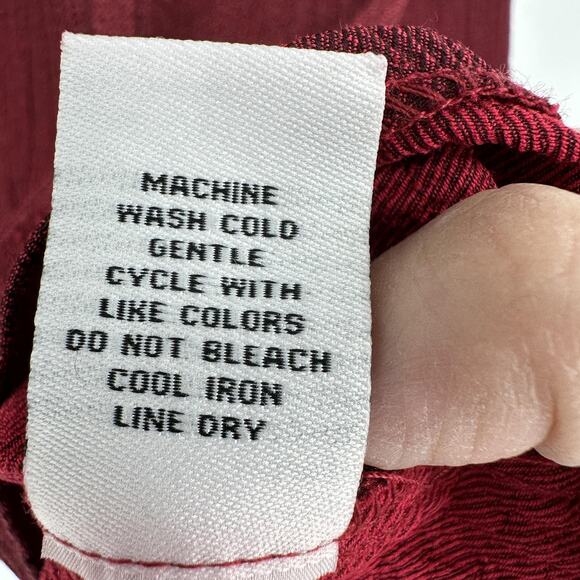 MACHINE
WASH COLD
GENTLE
CYCLE WITH
LIKE COLORS
DO NOT BLEACH
COOL IRON
LINE DRY